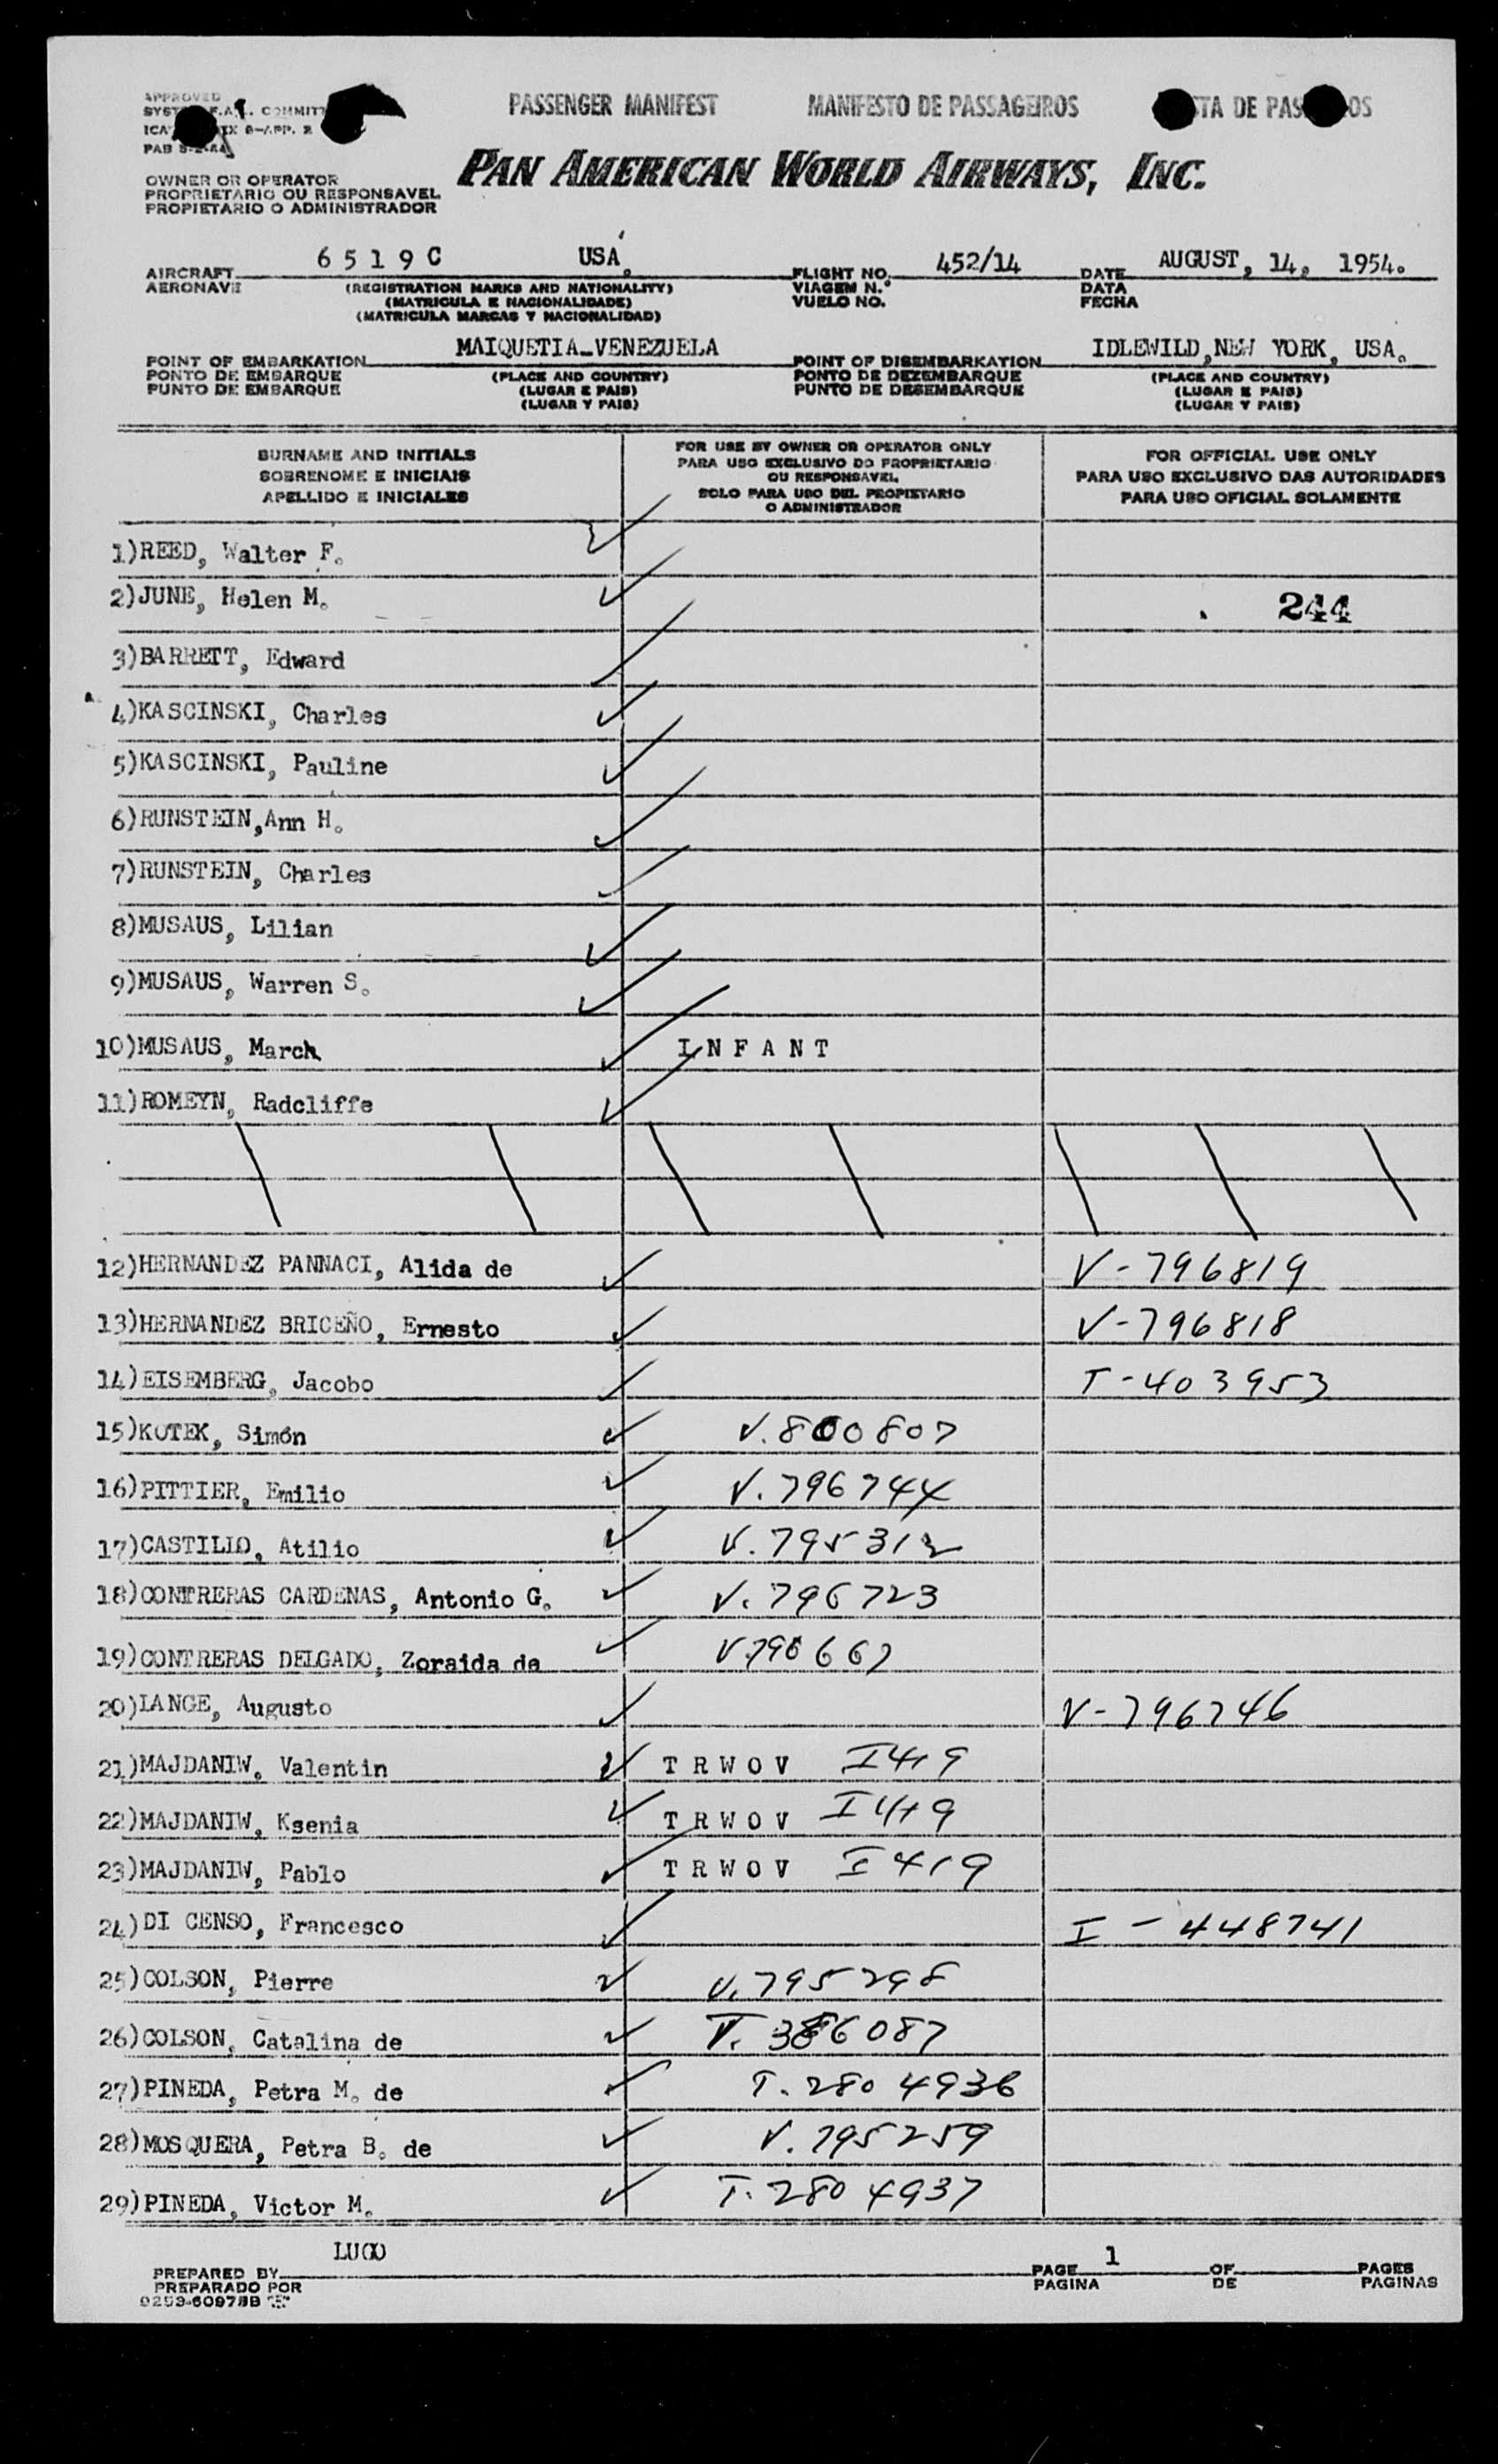 APPROVED
PASSENGER MANIFEST MANIFESTO DE PASSAGEIROS
PAN AMERICAN WORLD AIRWAYS, INC.
OWNER OR OPERATOR
PROPRIETARIO OU RESPONSAVEL
PROPIETARIO O ADMINISTRADOR
6519C USA
452/14 AUGUST, 14, 1954.
AIRCRAFT FLIGHT NO. DATE
AERONAVE (REGISTRATION MARKS AND NATIONALITY) VIAGEM N.° DATA
(MATRICULA E NACIONALIDADE) VUELO NO. FECHA
(MATRICULA MARCAS Y NACIONALIDAD)
MAIQUETIA-VENEZUELA IDLEWILD,NEW YORK, USA.
POINT OF EMBARKATION POINT OF DISEMBARKATION
PONTO DE EMBARQUE (PLACE AND COUNTRY) PONTO DE DEZEMBARQUE (PLACE AND COUNTRY)
PUNTO DE EMBARQUE (LUGAR E PAIS) PUNTO DE DESEMBARQUE (LUGAR E PAIS)
(LUGAR Y PAIS) (LUGAR Y PAIS)
SURNAME AND INITIALS
SOBRENOME E INICIAIS
APELLIDO E INICIALES
FOR USE BY OWNER OR OPERATOR ONLY
PARA USO EXCLUSIVO DO PROPRIETARIO
OU RESPONSAVEL
SOLO PARA USO DEL PROPIETARIO
O ADMINISTRADOR
FOR OFFICIAL USE ONLY
PARA USO EXCLUSIVO DAS AUTORIDADES
PARA USO OFICIAL SOLAMENTE
1)REED, Walter F.
2)JUNE, Helen M. 244
3)BARRETT, Edward
4)KASCINSKI, Charles
5)KASCINSKI, Pauline
6)RUNSTEIN,Ann H.
7)RUNSTEIN, Charles
8)MUSAUS, Lilian
9)MUSAUS, Warren S.
10)MUSAUS, March INFANT
11)ROMEYN, Radcliffe
12)HERNANDEZ PANNACI, Alida de V-796819
13)HERNANDEZ BRICEÑO, Ernesto V-796818
14)EISEMBERG, Jacobo T-403953
15)KOTEK, Simón V.800807
16)PITTIER, Emilio V.796744
17)CASTILLO, Atilio V.795312
18)CONTRERAS CARDENAS, Antonio G. V.796723
19)CONTRERAS DELGADO, Zoraida de
20)LANGE, Augusto V-796746
21)MAJDANIW, Valentin TRWOV I419
22)MAJDANIW, Ksenia TRWOV I419
23)MAJDANIW, Pablo TRWOV I419
24)DI CENSO, Francesco I-448741
25)COLSON, Pierre V.795298
26)COLSON, Catalina de
27)PINEDA, Petra M. de T.2804936
28)MOSQUERA, Petra B. de V.795259
29)PINEDA, Victor M. T.2804937
LUGO
PREPARED BY PAGE 1 OF PAGES
PREPARADO POR PAGINA DE PAGINAS